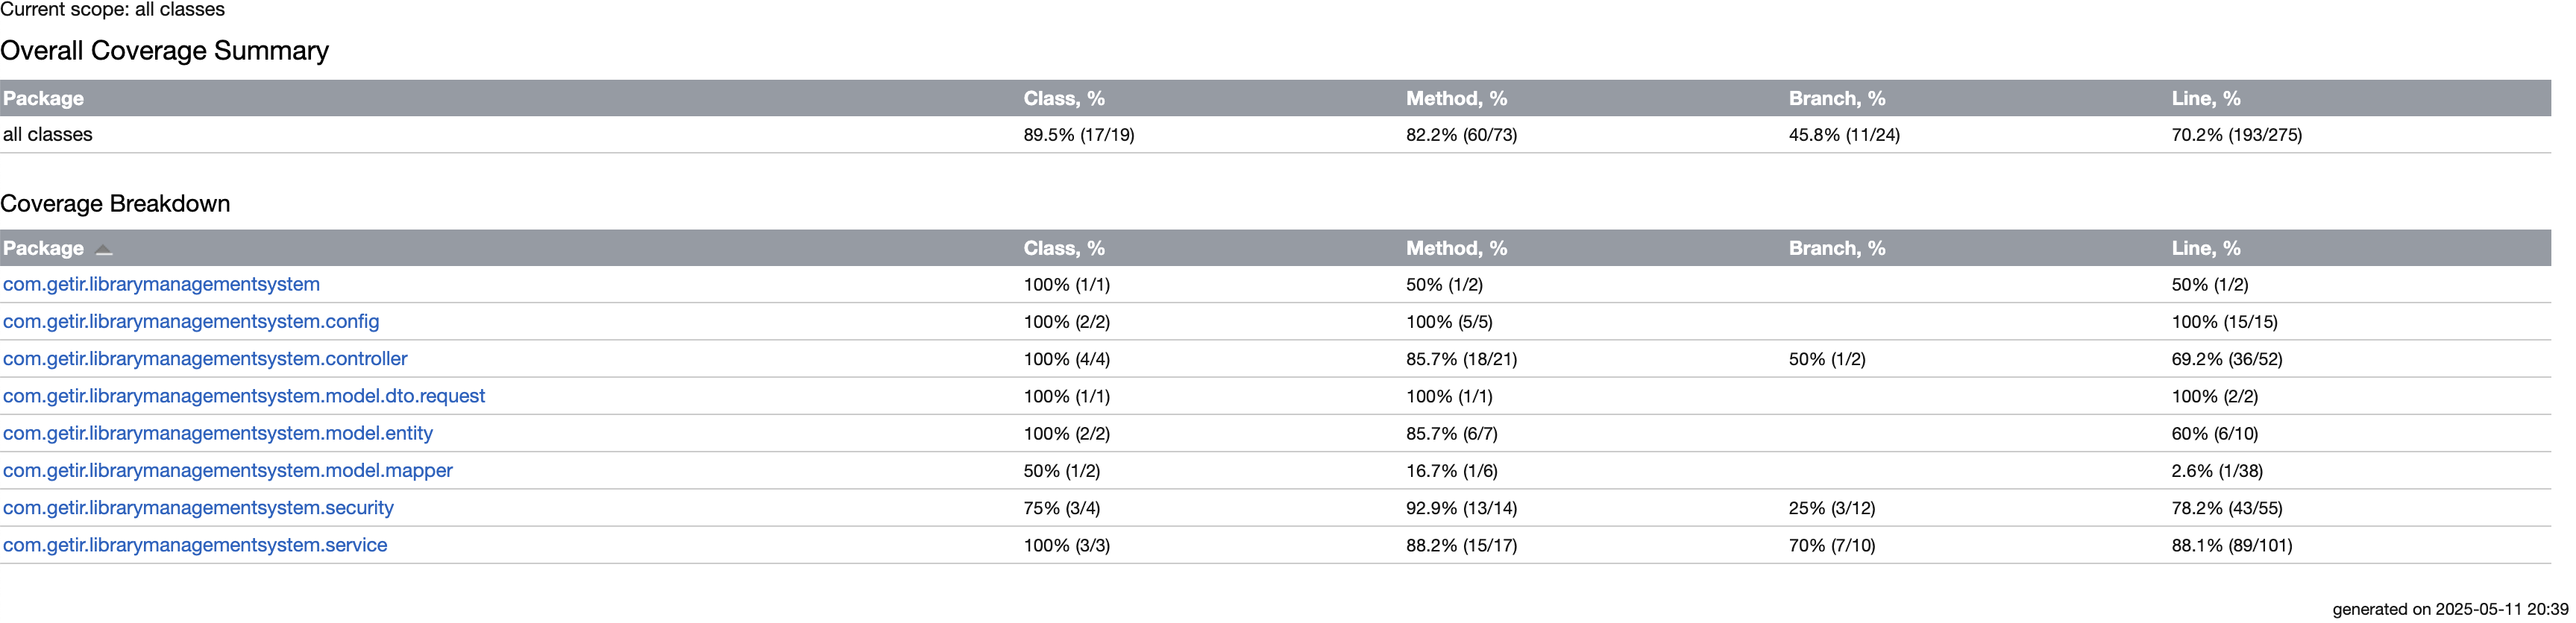 Current scope: all classes
Overall Coverage Summary
Package Class, % Method, % Branch, % Line, %
all classes 89.5% (17/19) 82.2% (60/73) 45.8% (11/24) 70.2% (193/275)
Coverage Breakdown
Package Class, % Method, % Branch, % Line, %
com.getir.librarymanagementsystem 100% (1/1) 50% (1/2) 50% (1/2)
com.getir.librarymanagementsystem.config 100% (2/2) 100% (5/5) 100% (15/15)
com.getir.librarymanagementsystem.controller 100% (4/4) 85.7% (18/21) 50% (1/2) 69.2% (36/52)
com.getir.librarymanagementsystem.model.dto.request 100% (1/1) 100% (1/1) 100% (2/2)
com.getir.librarymanagementsystem.model.entity 100% (2/2) 85.7% (6/7) 60% (6/10)
com.getir.librarymanagementsystem.model.mapper 50% (1/2) 16.7% (1/6) 2.6% (1/38)
com.getir.librarymanagementsystem.security 75% (3/4) 92.9% (13/14) 25% (3/12) 78.2% (43/55)
com.getir.librarymanagementsystem.service 100% (3/3) 88.2% (15/17) 70% (7/10) 88.1% (89/101)
generated on 2025-05-11 20:39